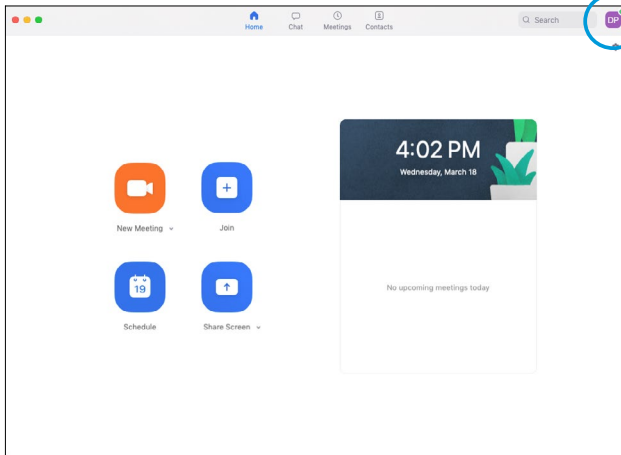 Home Chat Meetings Contacts
Search
DP
4:02 PM
Wednesday, March 18
New Meeting Join
19
No upcoming meetings today
Schedule Share Screen